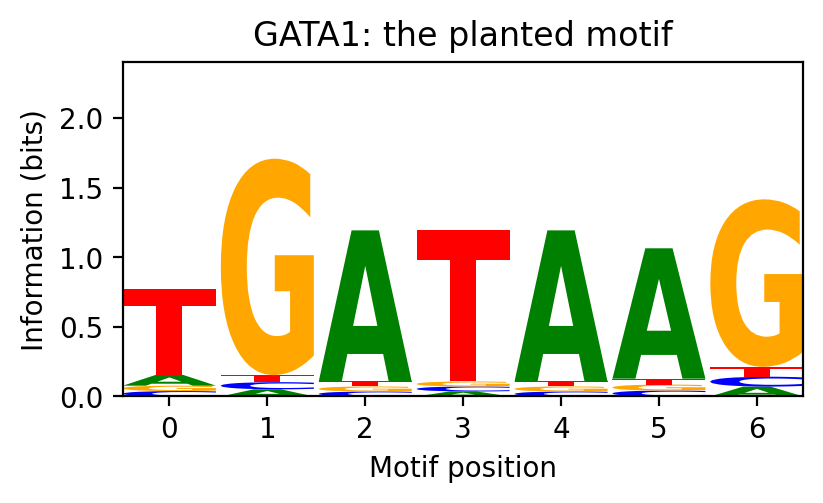 GATA1: the planted motif
Information (bits)
2.0
1.5
1.0
0.5
0.0
TGATAAG
0 1 2 3 4 5 6
Motif position